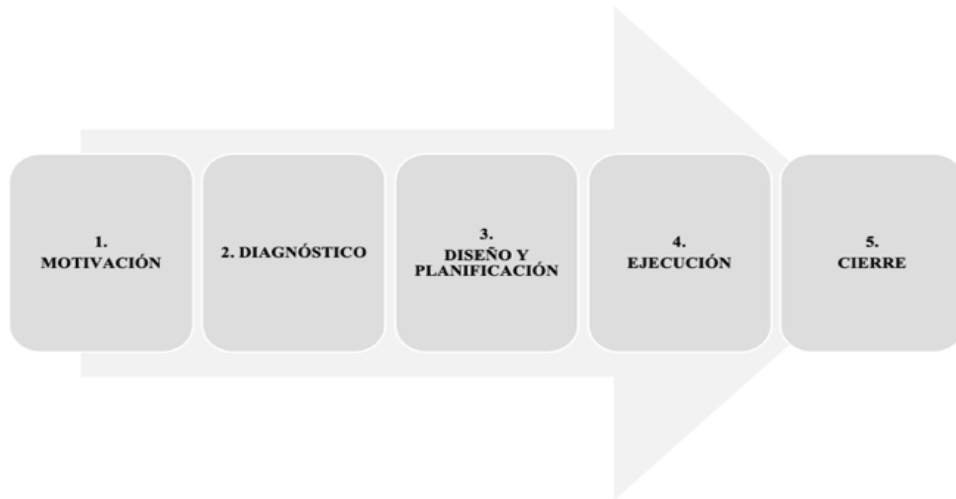 1.
MOTIVACIÓN
2. DIAGNÓSTICO
3.
DISEÑO Y
PLANIFICACIÓN
4.
EJECUCIÓN
5.
CIERRE